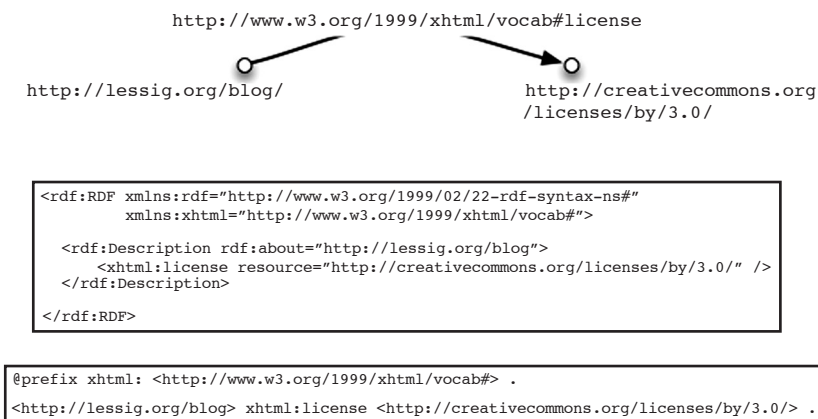 http://www.w3.org/1999/xhtml/vocab#license
http://lessig.org/blog/
http://creativecommons.org
/licenses/by/3.0/
<rdf:RDF xmlns:rdf="http://www.w3.org/1999/02/22-rdf-syntax-ns#"
xmlns:xhtml="http://www.w3.org/1999/xhtml/vocab#">
<rdf:Description rdf:about="http://lessig.org/blog">
<xhtml:license resource="http://creativecommons.org/licenses/by/3.0/" />
</rdf:Description>
</rdf:RDF>
@prefix xhtml: <http://www.w3.org/1999/xhtml/vocab#> .
<http://lessig.org/blog> xhtml:license <http://creativecommons.org/licenses/by/3.0/> .